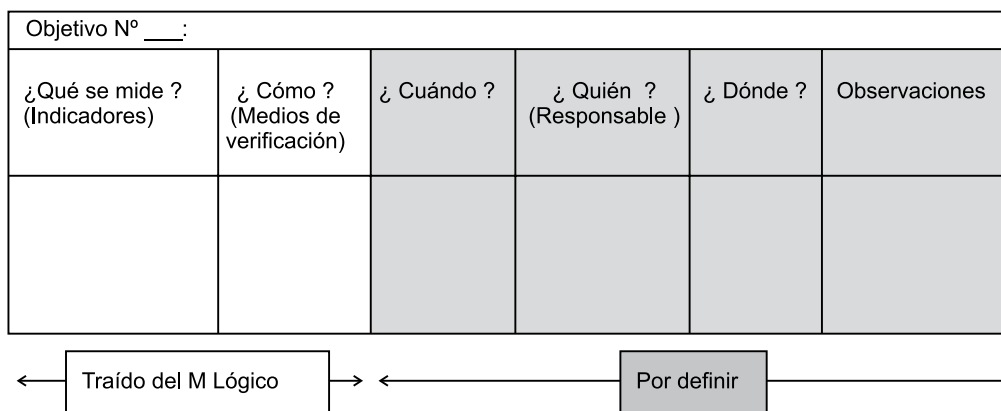 Objetivo Nº ___:
¿Qué se mide ?
(Indicadores)
¿ Cómo ?
(Medios de
verificación)
¿ Cuándo ?
¿ Quién ?
(Responsable )
¿ Dónde ?
Observaciones
Traído del M Lógico
Por definir